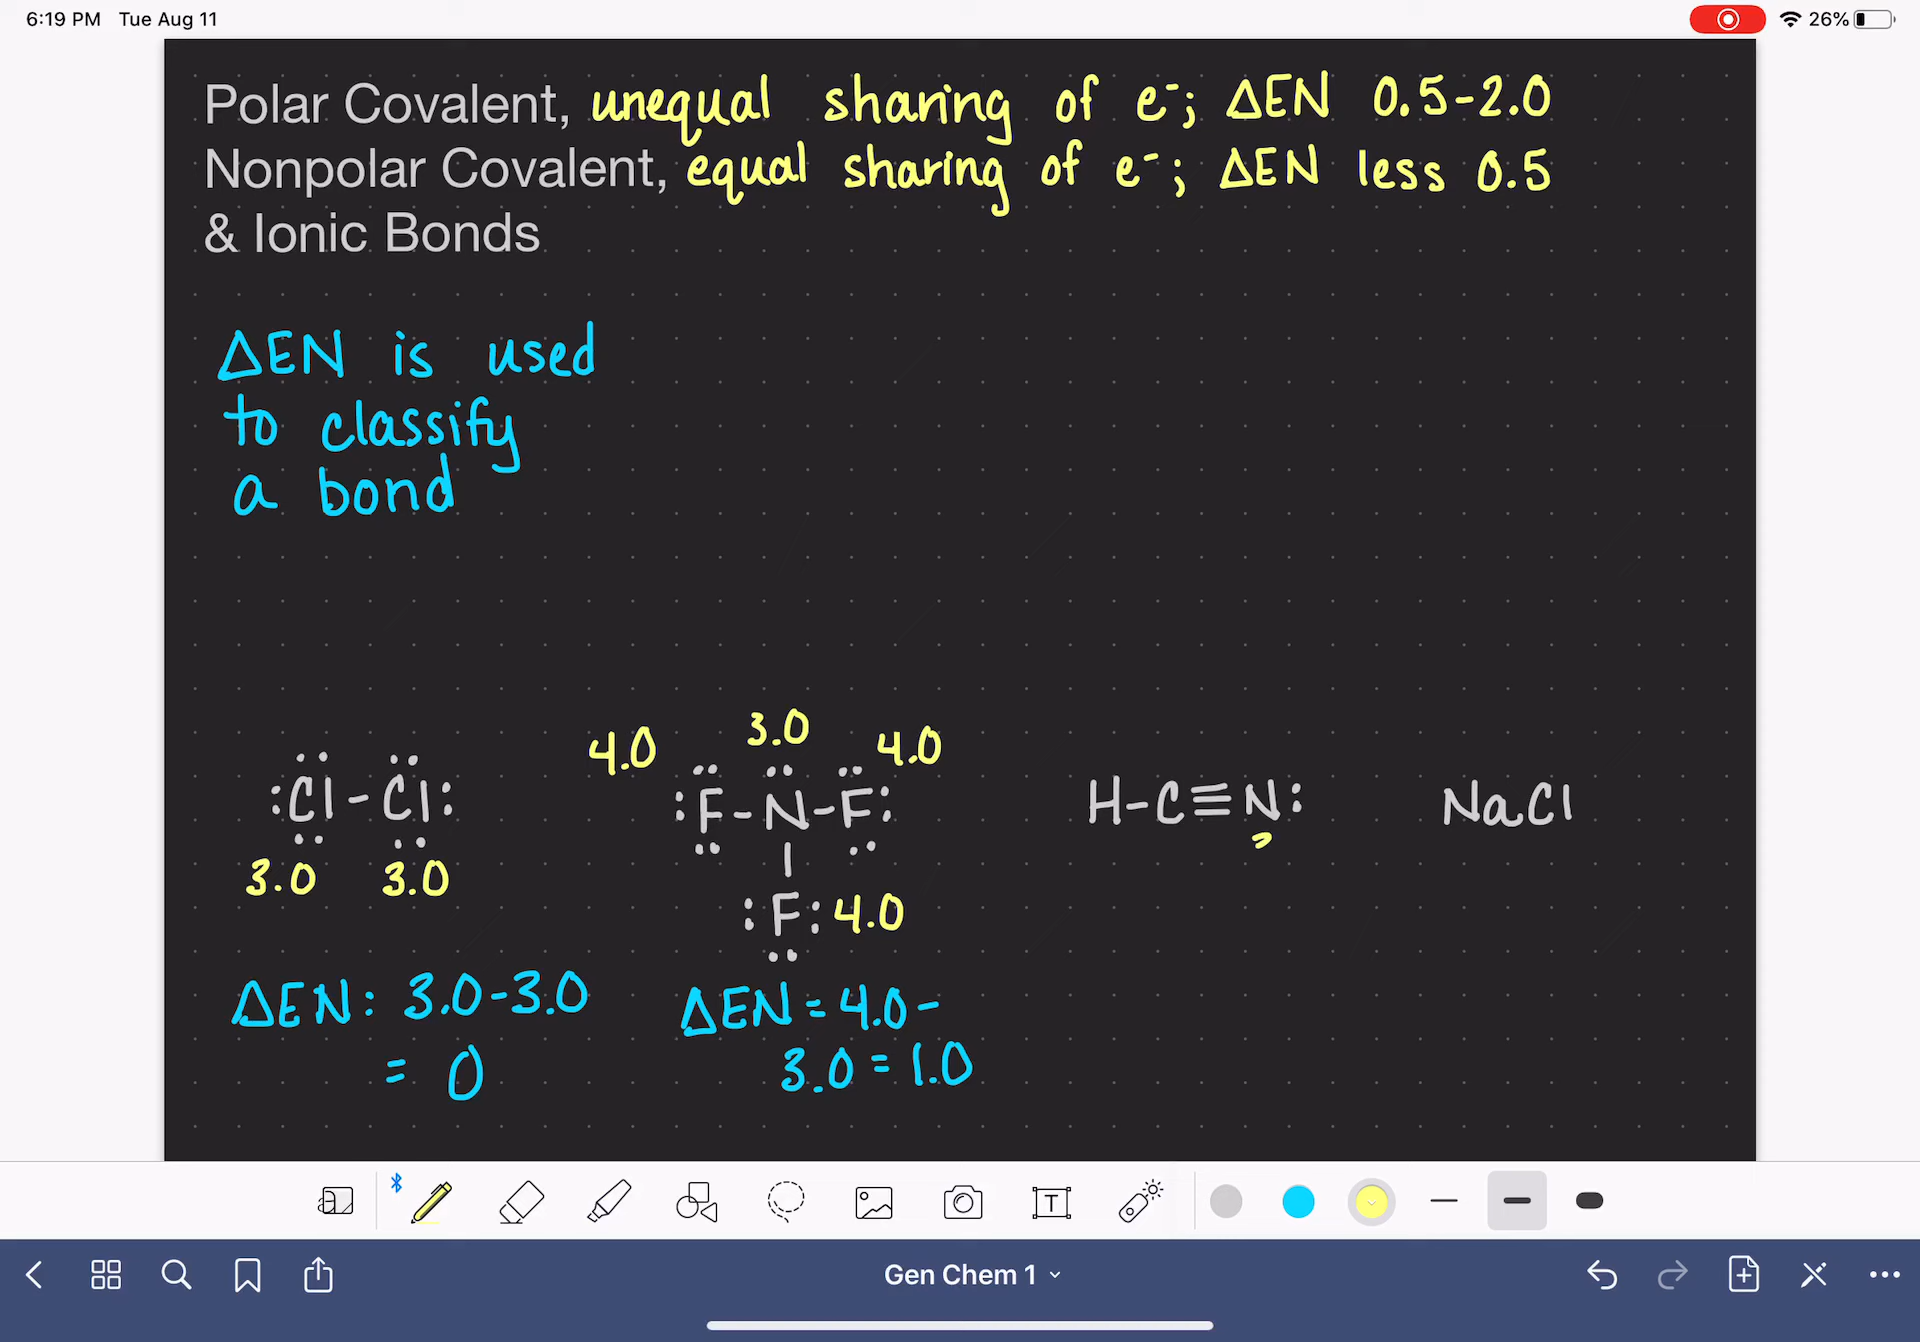 6:19 PM Tue Aug 11
26%
Polar Covalent, unequal sharing of e⁻; ΔEN 0.5-2.0
Nonpolar Covalent, equal sharing of e⁻; ΔEN less 0.5
& Ionic Bonds
ΔEN is used
to classify
a bond
4.0 3.0 4.0
:Cl-Cl: :F-N-F: H-C≡N: NaCl
3.0 3.0
:F: 4.0
ΔEN: 3.0-3.0
= 0
ΔEN = 4.0-
3.0 = 1.0
T
Gen Chem 1